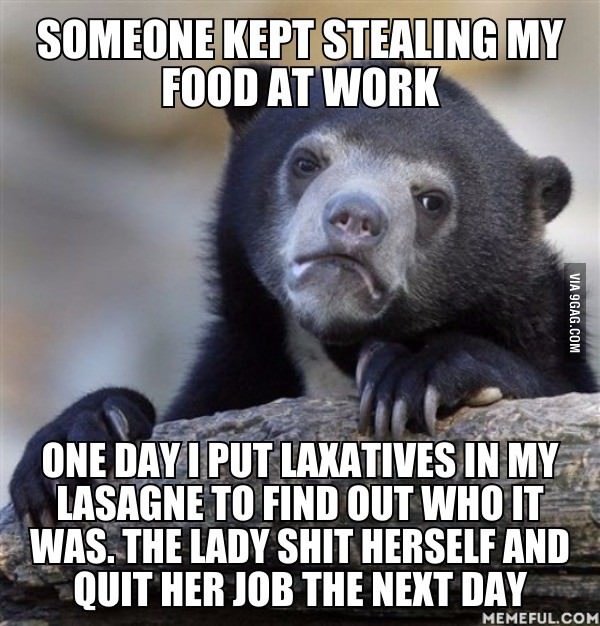 SOMEONE KEPT STEALING MY
FOOD AT WORK
VIA 9GAG.COM
ONE DAY I PUT LAXATIVES IN MY
LASAGNE TO FIND OUT WHO IT
WAS. THE LADY SHIT HERSELF AND
QUIT HER JOB THE NEXT DAY
MEMEFUL.COM